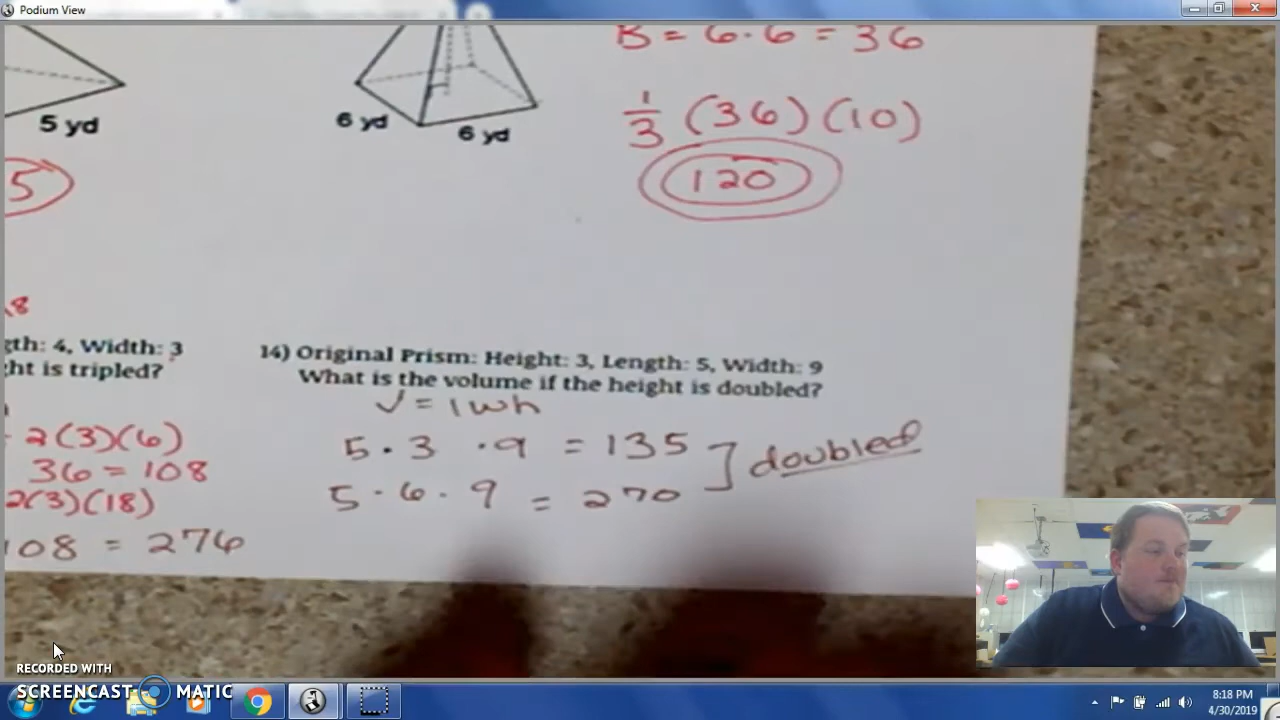 Podium View
B = 6·6 = 36
1/3 (36)(10)
120
5 yd
6 yd
6 yd
5
8
gth: 4, Width: 3
ht is tripled?
2(3)(6)
36 = 108
2(3)(18)
108 = 276
14) Original Prism: Height: 3, Length: 5, Width: 9
What is the volume if the height is doubled?
V = lwh
5 · 3 · 9 = 135
5 · 6 · 9 = 270
] doubled
RECORDED WITH
SCREENCAST MATIC
8:18 PM
4/30/2019